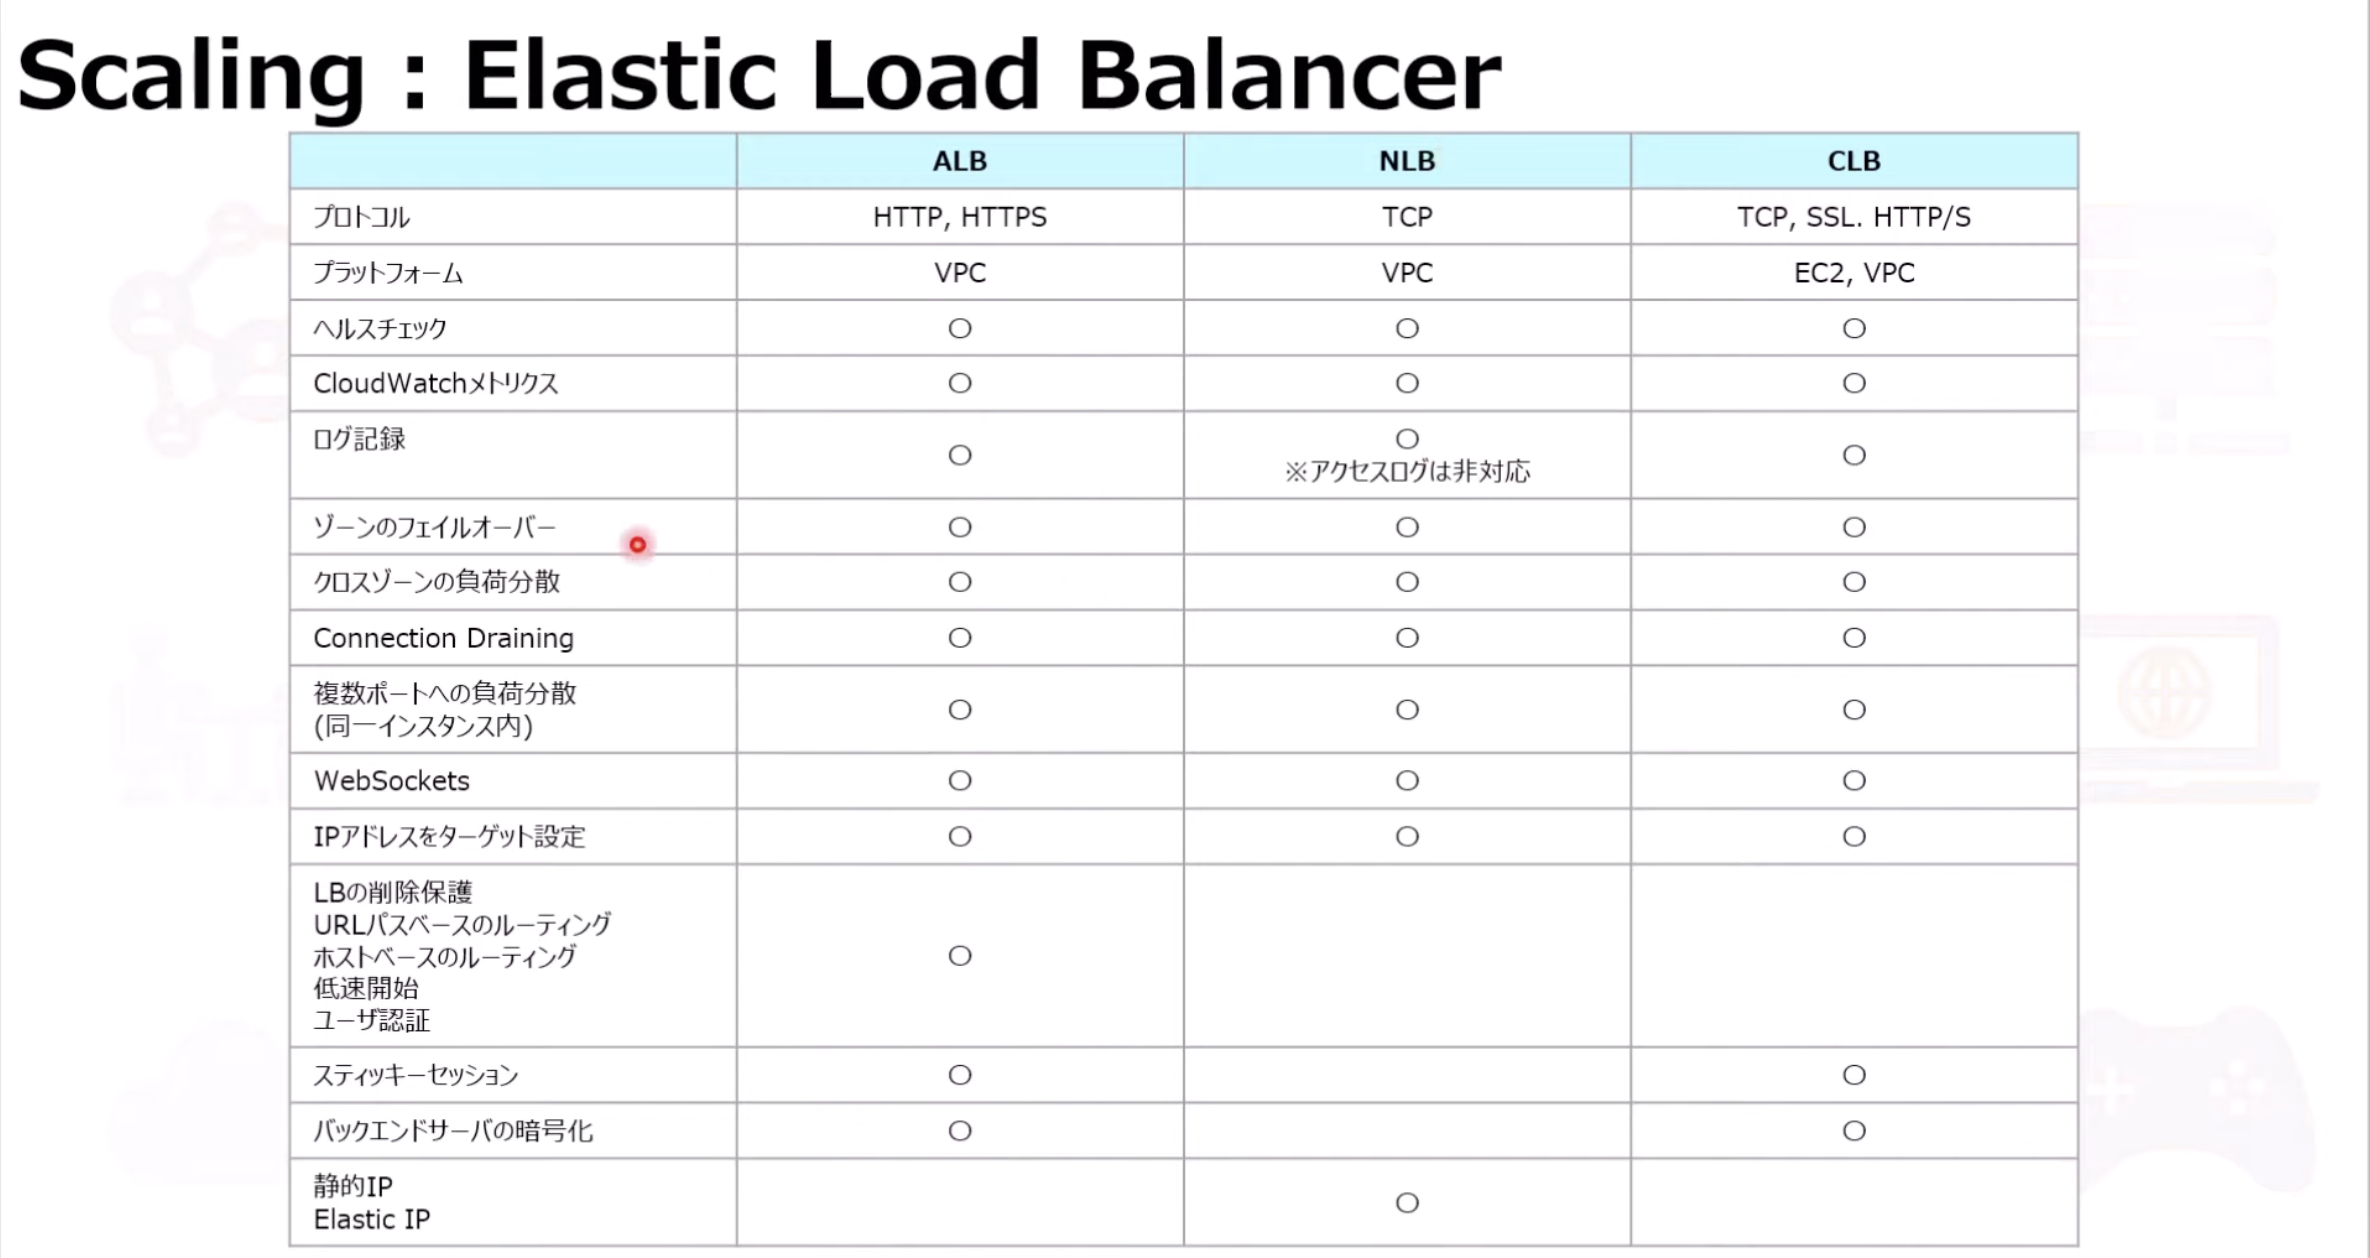 Scaling : Elastic Load Balancer
ALB NLB CLB
プロトコル HTTP, HTTPS TCP TCP, SSL. HTTP/S
プラットフォーム VPC VPC EC2, VPC
ヘルスチェック 〇 〇 〇
CloudWatchメトリクス 〇 〇 〇
ログ記録 〇 〇 〇
※アクセスログは非対応
ゾーンのフェイルオーバー 〇 〇 〇
クロスゾーンの負荷分散 〇 〇 〇
Connection Draining 〇 〇 〇
複数ポートへの負荷分散
(同一インスタンス内) 〇 〇 〇
WebSockets 〇 〇 〇
IPアドレスをターゲット設定 〇 〇 〇
LBの削除保護
URLパスベースのルーティング
ホストベースのルーティング 〇
低速開始
ユーザ認証
スティッキーセッション 〇 〇
バックエンドサーバの暗号化 〇 〇
静的IP 〇
Elastic IP